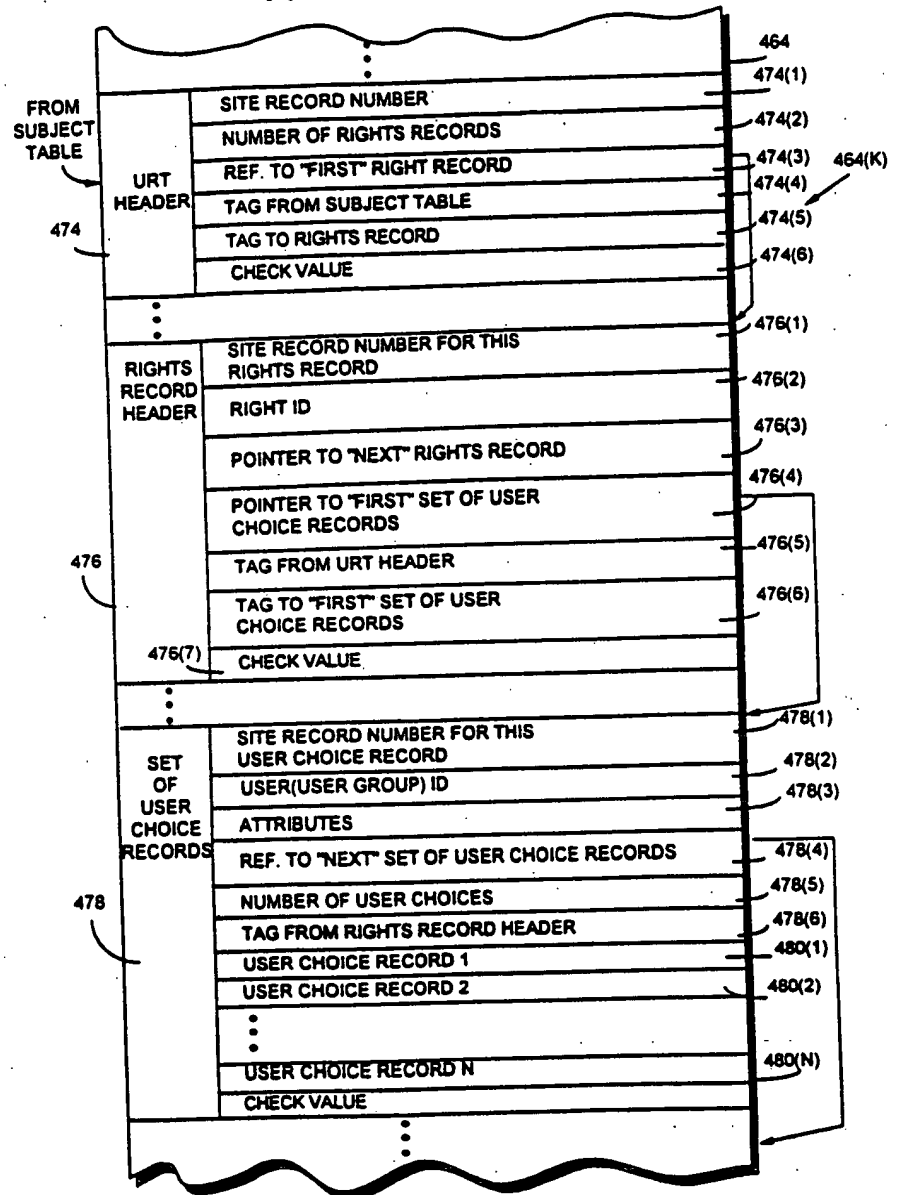 464
474(1)
FROM
SUBJECT
TABLE
URT
HEADER
474
SITE RECORD NUMBER
NUMBER OF RIGHTS RECORDS
474(2)
REF. TO "FIRST" RIGHT RECORD
474(3)
464(K)
TAG FROM SUBJECT TABLE
474(4)
TAG TO RIGHTS RECORD
474(5)
CHECK VALUE
474(6)
RIGHTS
RECORD
HEADER
SITE RECORD NUMBER FOR THIS
RIGHTS RECORD
476(1)
RIGHT ID
476(2)
POINTER TO "NEXT" RIGHTS RECORD
476(3)
POINTER TO "FIRST" SET OF USER
CHOICE RECORDS
476(4)
TAG FROM URT HEADER
476(5)
476
TAG TO "FIRST" SET OF USER
CHOICE RECORDS
476(6)
476(7)
CHECK VALUE
SET
OF
USER
CHOICE
RECORDS
SITE RECORD NUMBER FOR THIS
USER CHOICE RECORD
478(1)
USER(USER GROUP) ID
478(2)
ATTRIBUTES
478(3)
REF. TO "NEXT" SET OF USER CHOICE RECORDS
478(4)
478
NUMBER OF USER CHOICES
478(5)
TAG FROM RIGHTS RECORD HEADER
478(6)
USER CHOICE RECORD 1
480(1)
USER CHOICE RECORD 2
480(2)
USER CHOICE RECORD N
480(N)
CHECK VALUE